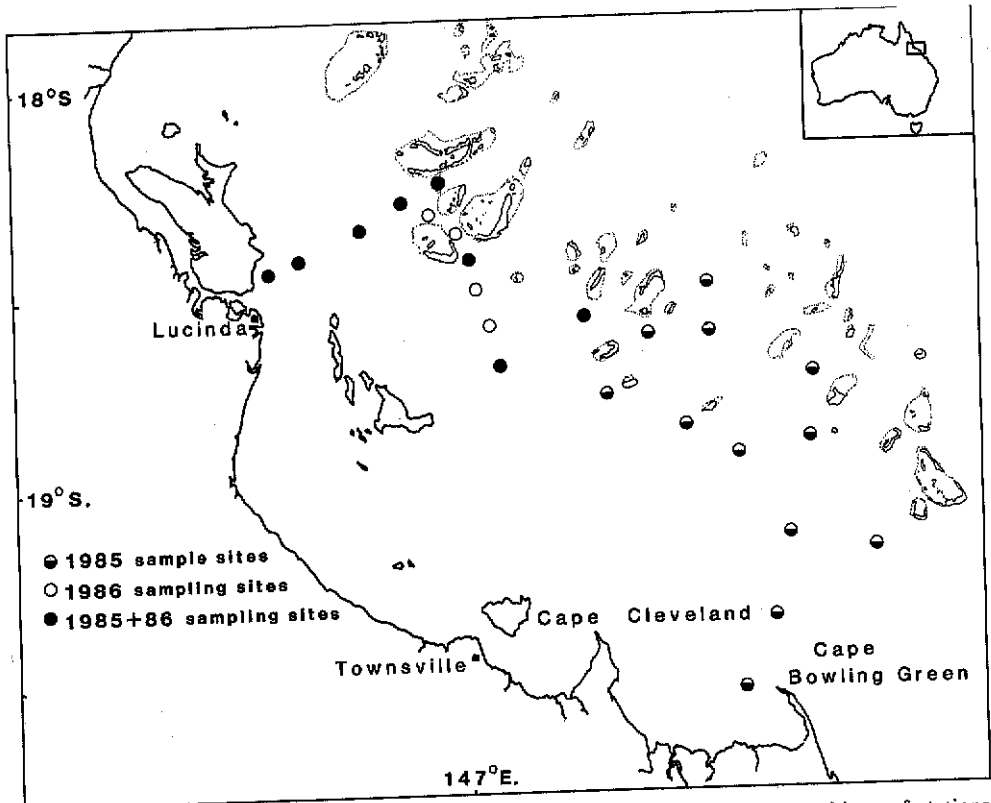 18°S
Lucinda
19°S.
1985 sample sites
1986 sampling sites
1985+86 sampling sites
Cape Cleveland
Townsville
Cape
Bowling Green
147°E.